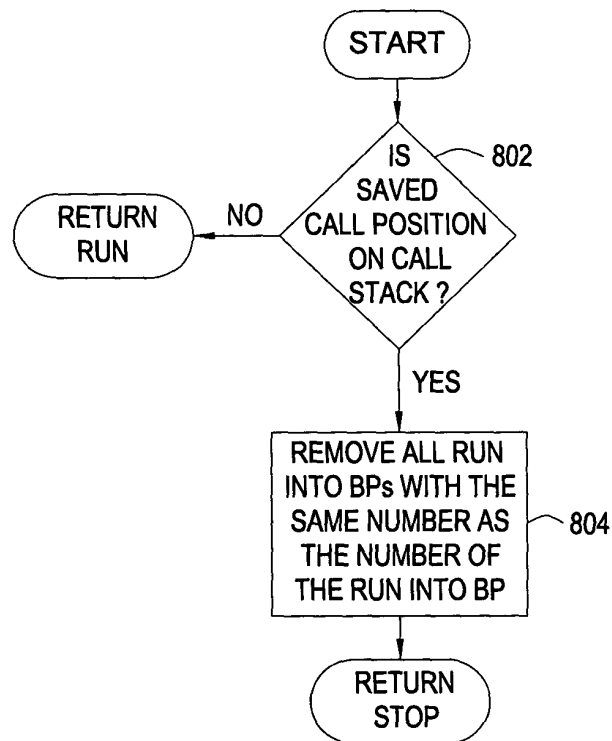 START
IS
SAVED
CALL POSITION
ON CALL
STACK ?
802
NO
RETURN
RUN
YES
REMOVE ALL RUN
INTO BPs WITH THE
SAME NUMBER AS
THE NUMBER OF
THE RUN INTO BP
804
RETURN
STOP